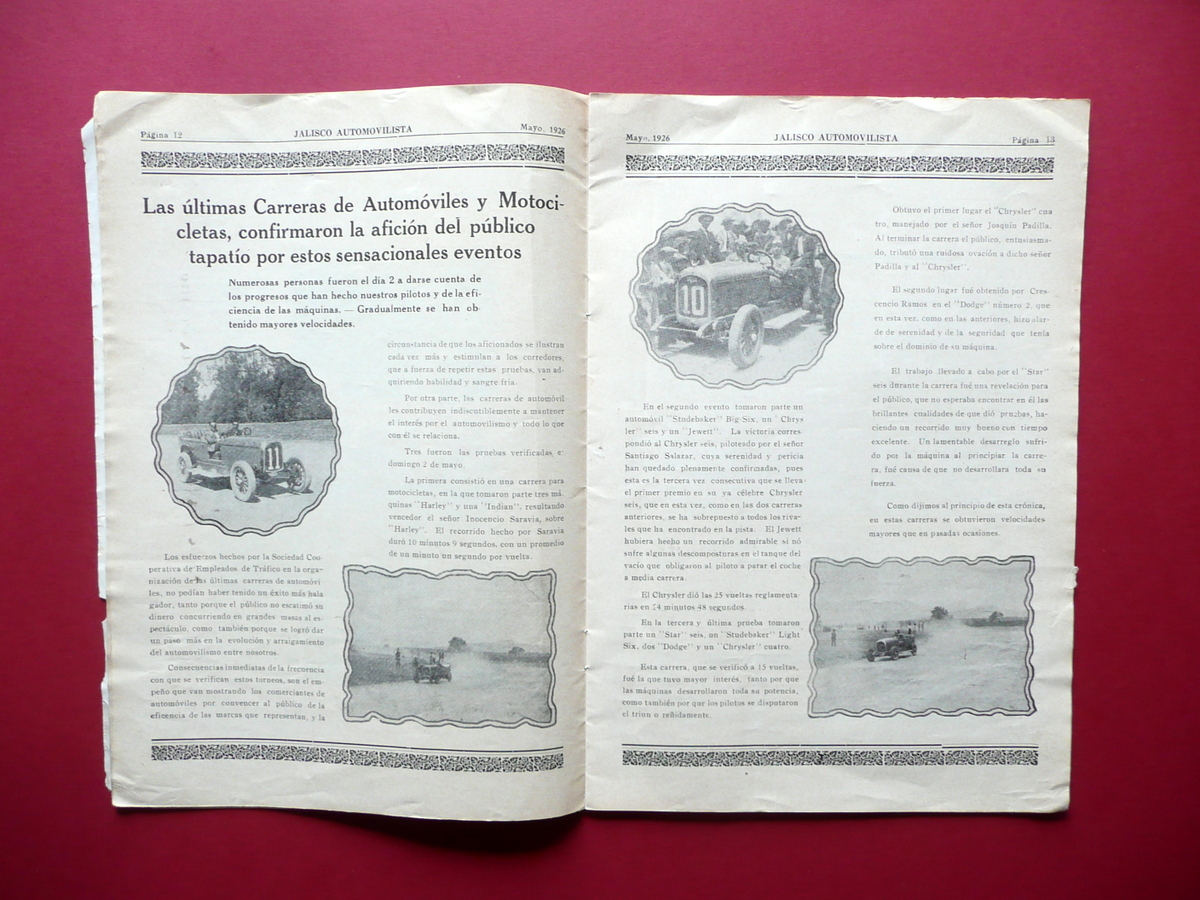 Página 12
JALISCO AUTOMOVILISTA
Mayo, 1926
Las últimas Carreras de Automóviles y Motoci-
cletas, confirmaron la afición del público
tapatío por estos sensacionales eventos
Numerosas personas fueron el día 2 a darse cuenta de
los progresos que han hecho nuestros pilotos y de la efi-
ciencia de las máquinas. — Gradualmente se han ob-
tenido mayores velocidades.
11
Los esfuerzos hechos por la Sociedad Coo-
perativa de Empleados de Tráfico en la orga-
nización de las últimas carreras de automóvi
les, no podían haber tenido un éxito más hala
gador, tanto porque el público no escatimó su
dinero concurriendo en grandes masas al es-
pectáculo, como también porque se logró dar
un paso más en la evolución y arraigamiento
del automovilismo entre nosotros.
Consecuencias inmediatas de la frecuencia
con que se verifican estos torneos, son el em-
peño que van mostrando los comerciantes de
automóviles por convencer al público de la
eficencia de las marcas que representan, y la
circunstancia de que los aficionados se ilustran
cada vez más y estimulan a los corredores,
que a fuerza de repetir estas pruebas, van ad-
quiriendo habilidad y sangre fría.
Por otra parte, las carreras de automóvi
les contribuyen indiscutiblemente a mantener
el interés por el automovilismo y todo lo que
con él se relaciona.
Tres fueron las pruebas verificadas e
domingo 2 de mayo.
La primera consistió en una carrera para
motocicletas, en la que tomaron parte tres má
quinas "Harley" y una "Indian", resultando
vencedor el señor Inocencio Saravia, sobre
"Harley". El recorrido hecho por Saravia
duró 10 minutos 9 segundos, con un promedio
de un minuto un segundo por vuelta.
Mayo, 1926
JALISCO AUTOMOVILISTA
Página 13
10
En el segundo evento tomaron parte un
automóvil "Studebaker" Big Six, un "Chrys
ler" seis y un "Jewett". La victoria corres-
pondió al Chrysler seis, piloteado por el señor
Santiago Salazar, cuya serenidad y pericia
han quedado plenamente confirmadas, pues
esta es la tercera vez consecutiva que se lleva
el primer premio en su ya célebre Chrysler
seis, que en esta vez, como en las dos carreras
anteriores, se ha sobrepuesto a todos los riva-
les que ha encontrado en la pista. El Jewett
hubiera hecho un recorrido admirable si nó
sufre algunas descomposturas en el tanque del
vacío que obligaron al piloto a parar el coche
a media carrera.
El Chrysler dió las 25 vueltas reglamenta
rias en 24 minutos 48 segundos.
En la tercera y última prueba tomaron
parte un "Star" seis, un "Studebaker" Light
Six, dos "Dodge" y un "Chrysler" cuatro.
Esta carrera, que se verificó a 15 vueltas,
fué la que tuvo mayor interés, tanto por que
las máquinas desarrollaron toda su potencia,
como también por que los pilotos se disputaron
el triunfo reñidamente.
Obtuvo el primer lugar el "Chrysler" cua
tro, manejado por el señor Joaquín Padilla.
Al terminar la carrera el público, entusiasma-
do, tributó una ruidosa ovación a dicho señor
Padilla y al "Chrysler".
El segundo lugar fué obtenido por Cres-
cencio Ramos en el "Dodge" número 2, que
en esta vez, como en las anteriores, hizo alar-
de de serenidad y de la seguridad que tenía
sobre el dominio de su máquina.
El trabajo llevado a cabo por el "Star"
seis durante la carrera fué una revelación para
el público, que no esperaba encontrar en él las
brillantes cualidades de que dió pruebas, ha-
ciendo un recorrido muy bueno con tiempo
excelente. Un lamentable desarreglo sufri-
do por la máquina al principiar la carre-
ra, fué causa de que no desarrollara toda su
fuerza.
Como dijimos al principio de esta crónica,
en estas carreras se obtuvieron velocidades
mayores que en pasadas ocasiones.